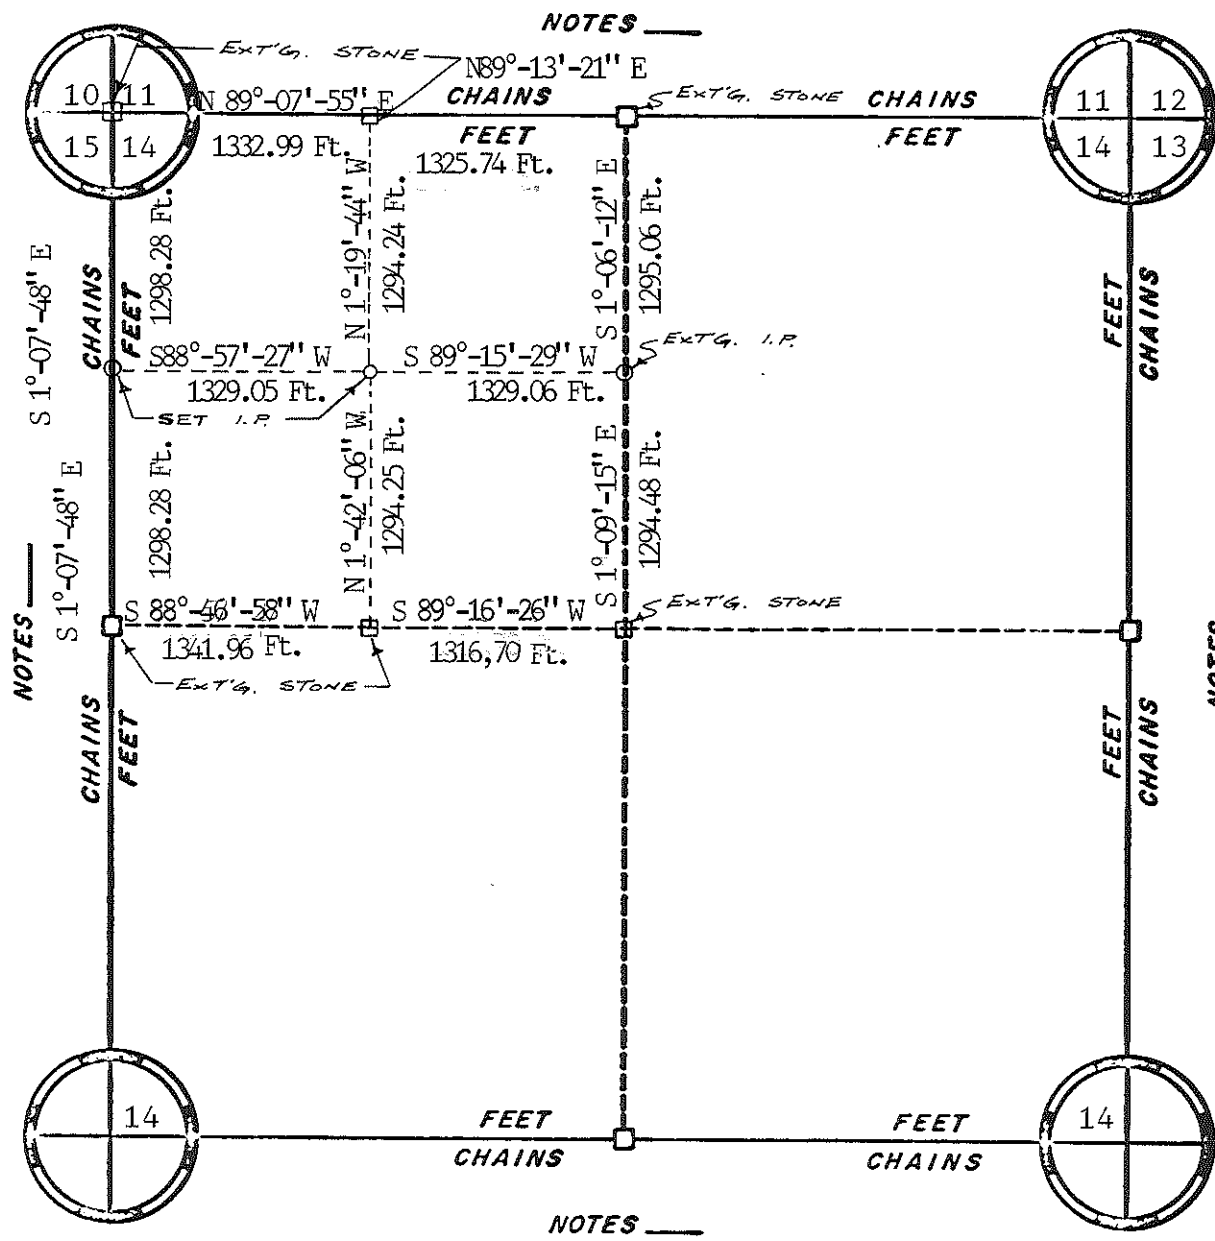 NOTES
EXT'G. STONE
N89°-13'-21" E
10 11
15 14
N 89°-07'-55" E
1332.99 Ft.
CHAINS
FEET
1325.74 Ft.
EXT'G. STONE
CHAINS
FEET
11 12
14 13
S 1°-07'-48" E
CHAINS
FEET
1298.28 Ft.
N 1°-19'-44" W
1294.24 Ft.
S 1°-06'-12" E
1295.06 Ft.
FEET
CHAINS
S88°-57'-27" W
1329.05 Ft.
S 89°-15'-29" W
1329.06 Ft.
EXT'G. I.P.
SET I.P.
S 1°-07'-48" E
1298.28 Ft.
N 1°-42'-06" W
1294.25 Ft.
S 1°-09'-15" E
1294.48 Ft.
NOTES
S 88°-46'-58" W
1341.96 Ft.
S 89°-16'-26" W
1316,70 Ft.
EXT'G. STONE
EXT'G. STONE
NOTES
CHAINS
FEET
FEET
CHAINS
14
FEET
CHAINS
FEET
CHAINS
14
NOTES